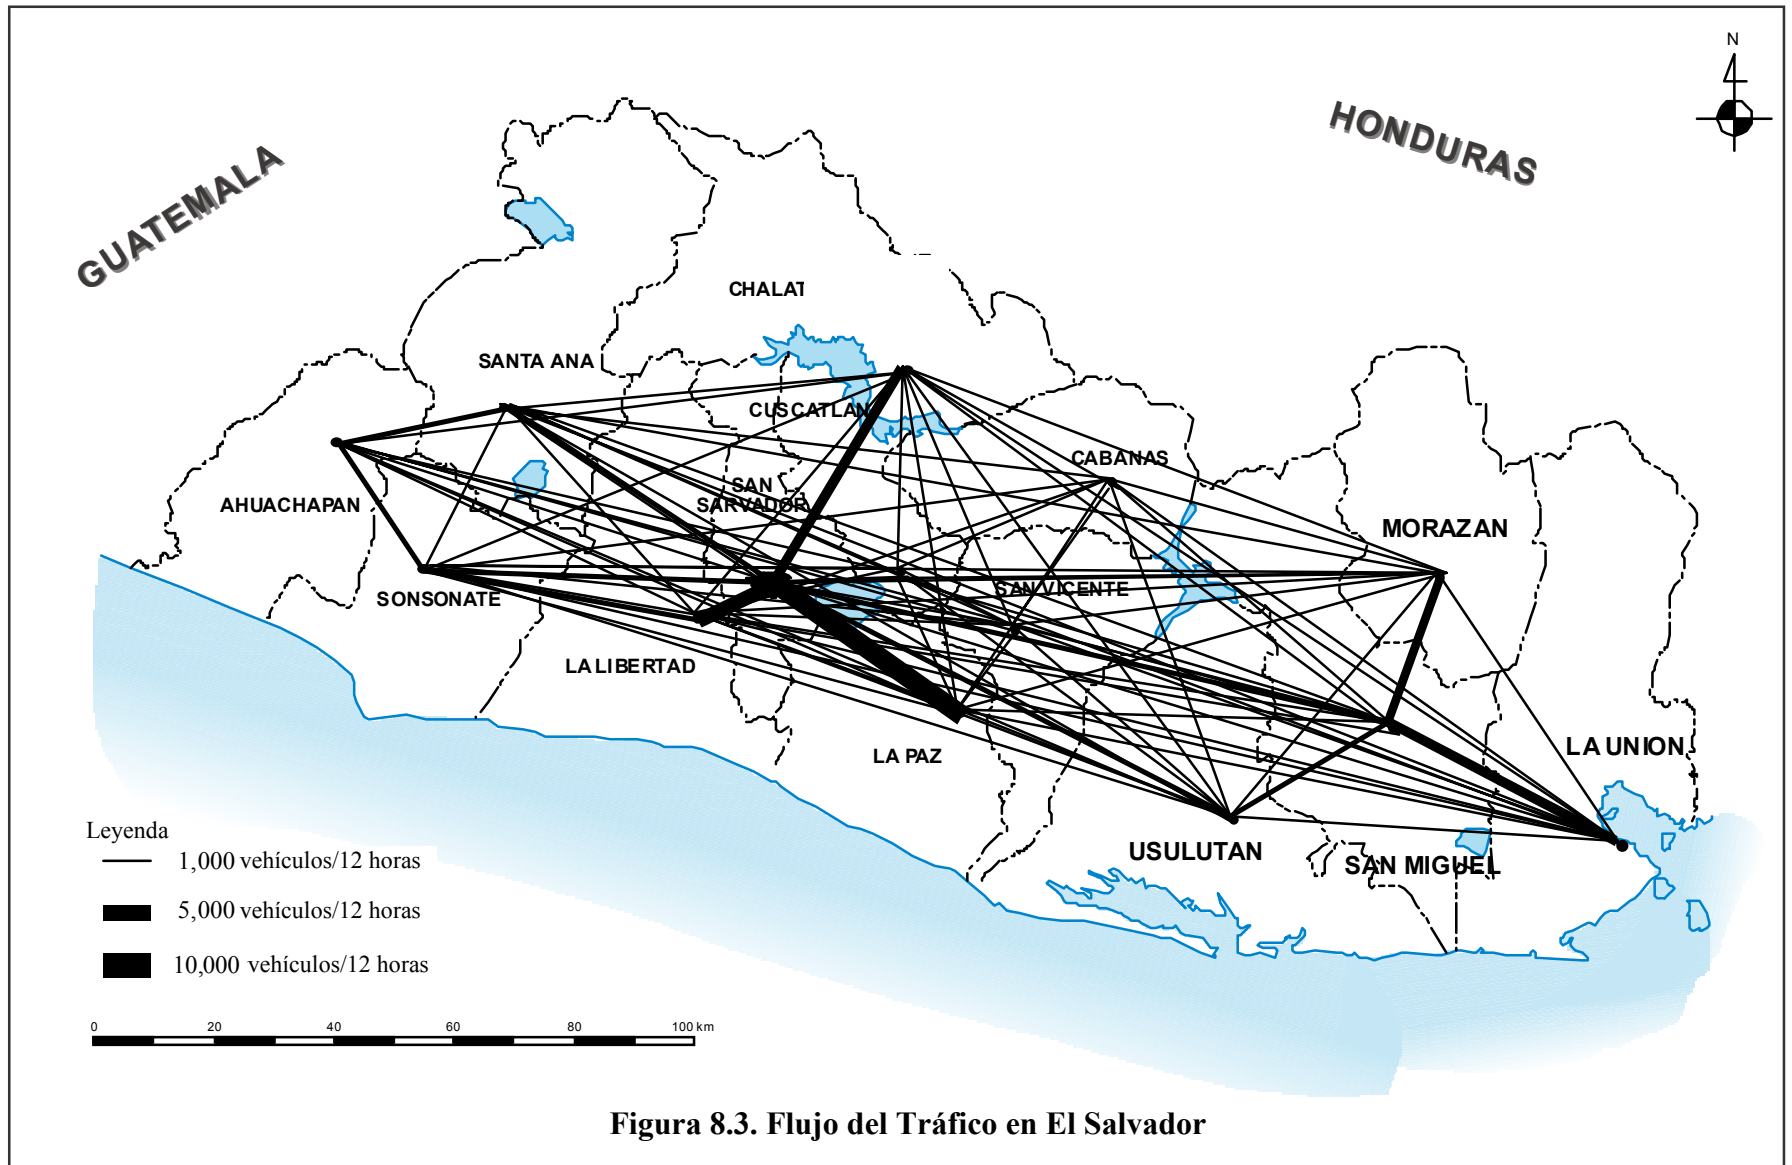 N
HONDURAS
GUATEMALA
CHALAT
SANTA ANA
CUSCATLAN
CABANAS
SAN
SARVADOR
AHUACHAPAN
MORAZAN
SAN VICENTE
SONSONATE
LA LIBERTAD
LA PAZ
LA UNION
USULUTAN
SAN MIGUEL
Leyenda
1,000 vehículos/12 horas
5,000 vehículos/12 horas
10,000 vehículos/12 horas
0 20 40 60 80 100 km
Figura 8.3. Flujo del Tráfico en El Salvador